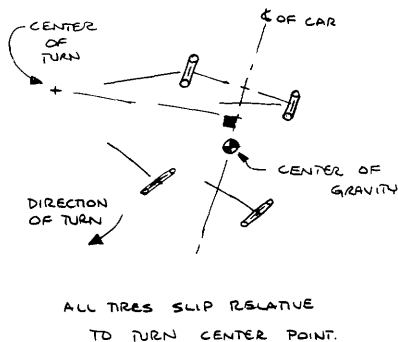 ℄ OF CAR
CENTER
OF
TURN
CENTER OF
GRAVITY
DIRECTION
OF TURN
ALL TIRES SLIP RELATIVE
TO TURN CENTER POINT.